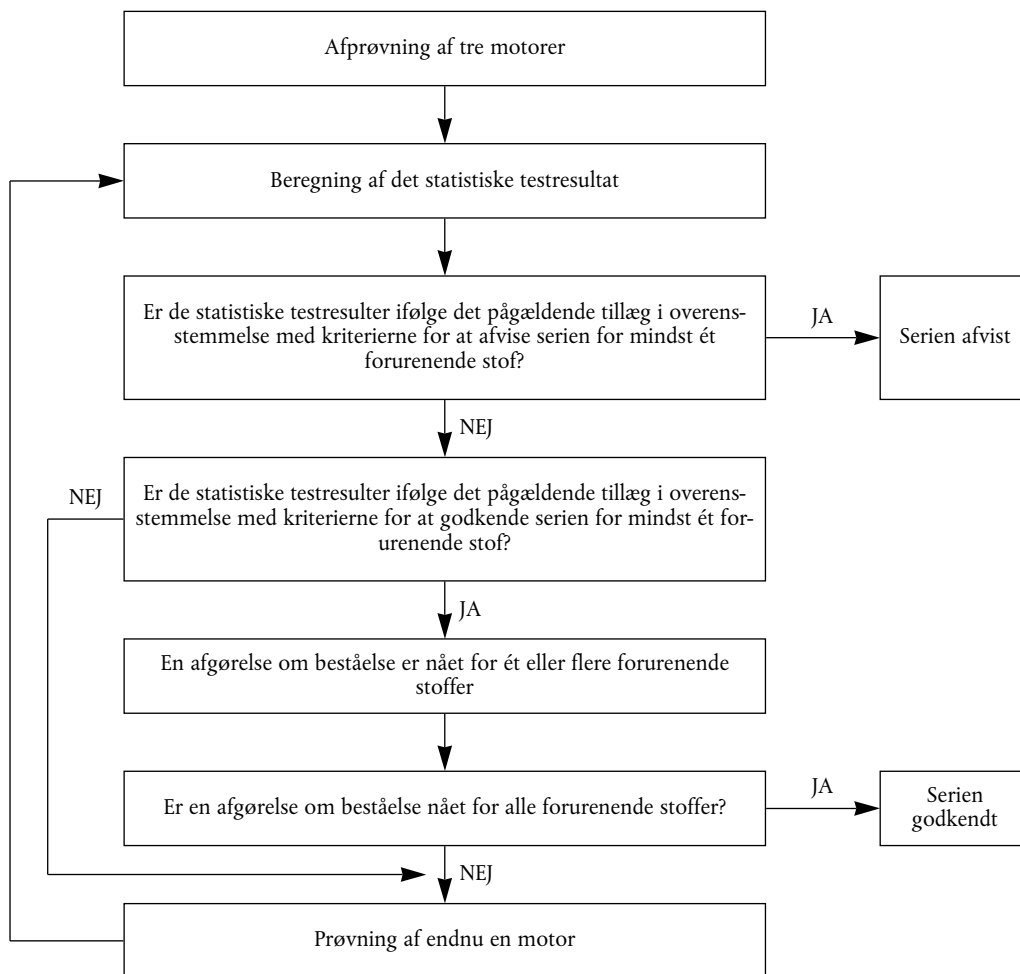 Afprøvning af tre motorer
Beregning af det statistiske testresultat
Er de statistiske testresulter ifølge det pågældende tillæg i overens-
stemmelse med kriterierne for at afvise serien for mindst ét
forurenende stof?
JA
Serien afvist
NEJ
NEJ
Er de statistiske testresulter ifølge det pågældende tillæg i overens-
stemmelse med kriterierne for at godkende serien for mindst ét for-
urenende stof?
JA
En afgørelse om beståelse er nået for ét eller flere forurenende
stoffer
Er en afgørelse om beståelse nået for alle forurenende stoffer?
JA
Serien
godkendt
NEJ
Prøvning af endnu en motor